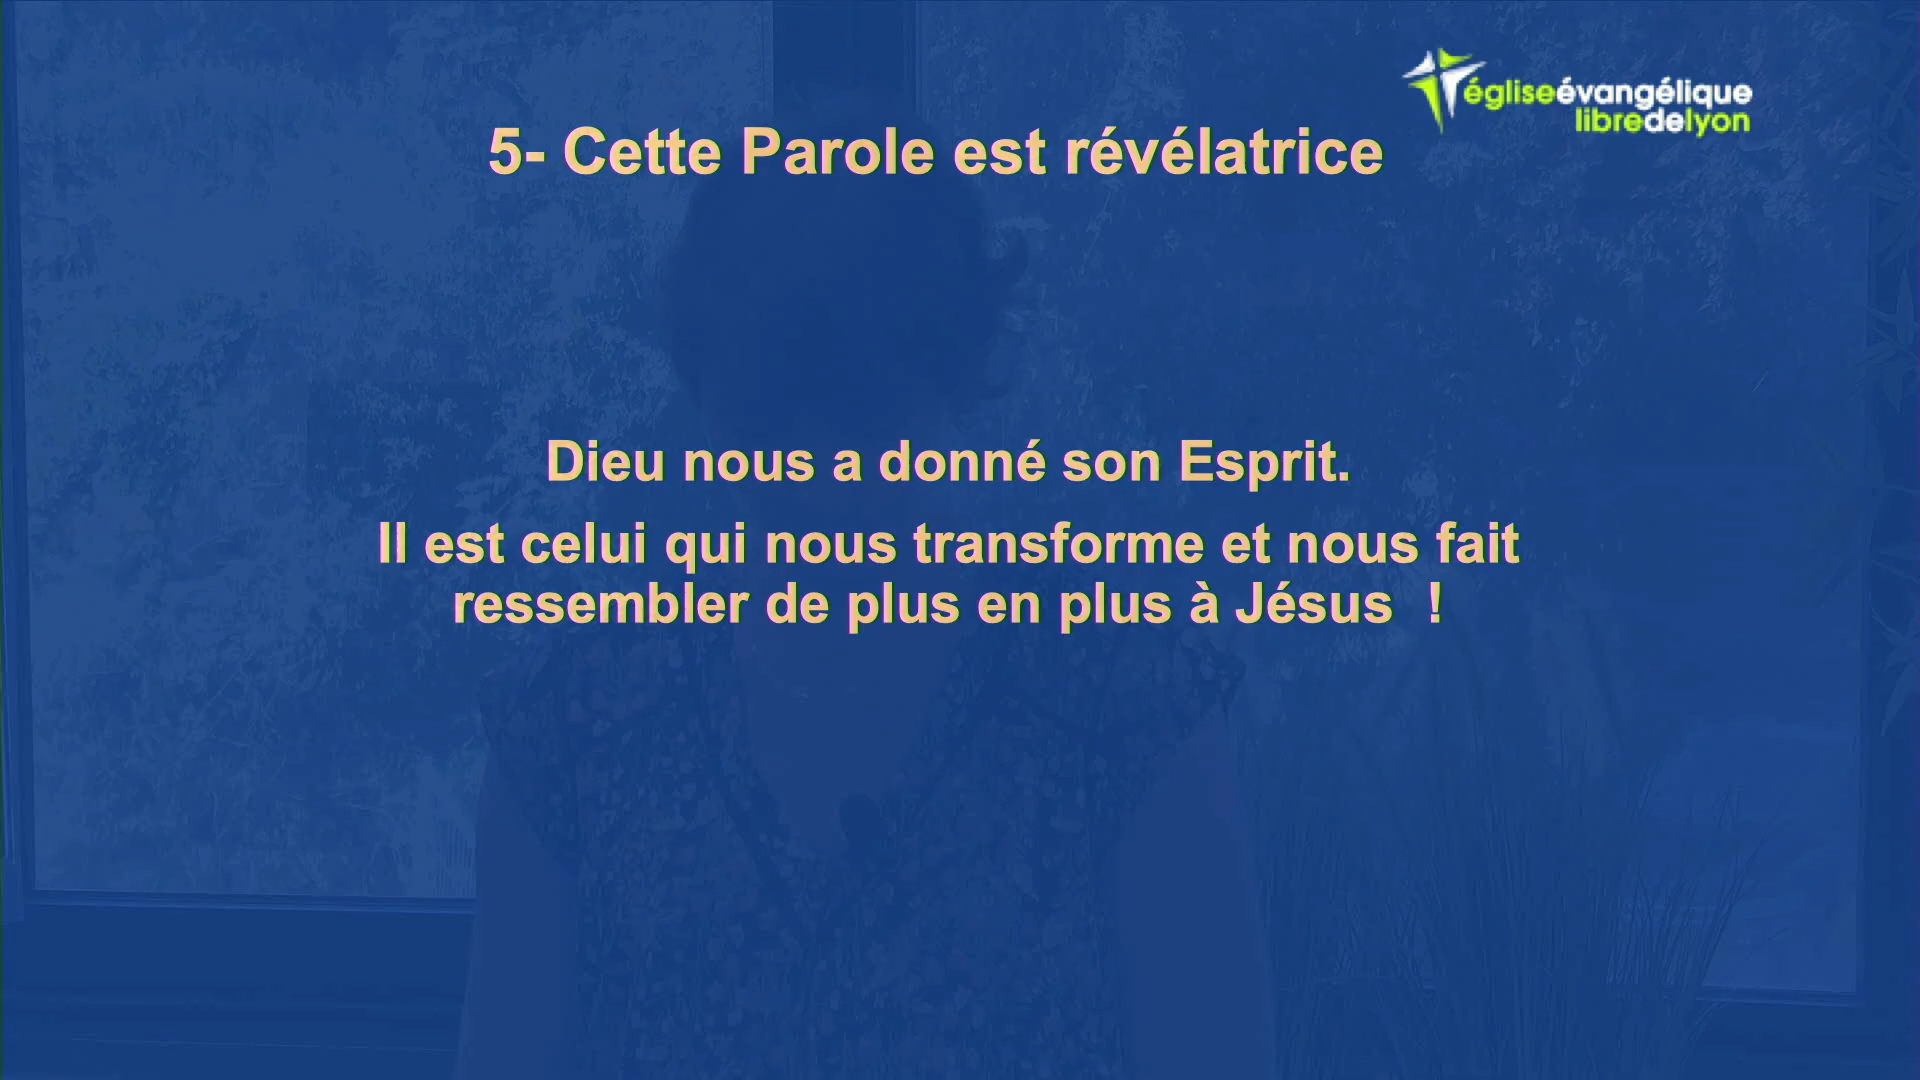 égliseévangélique
libredelyon
5- Cette Parole est révélatrice
Dieu nous a donné son Esprit.
Il est celui qui nous transforme et nous fait
ressembler de plus en plus à Jésus  !